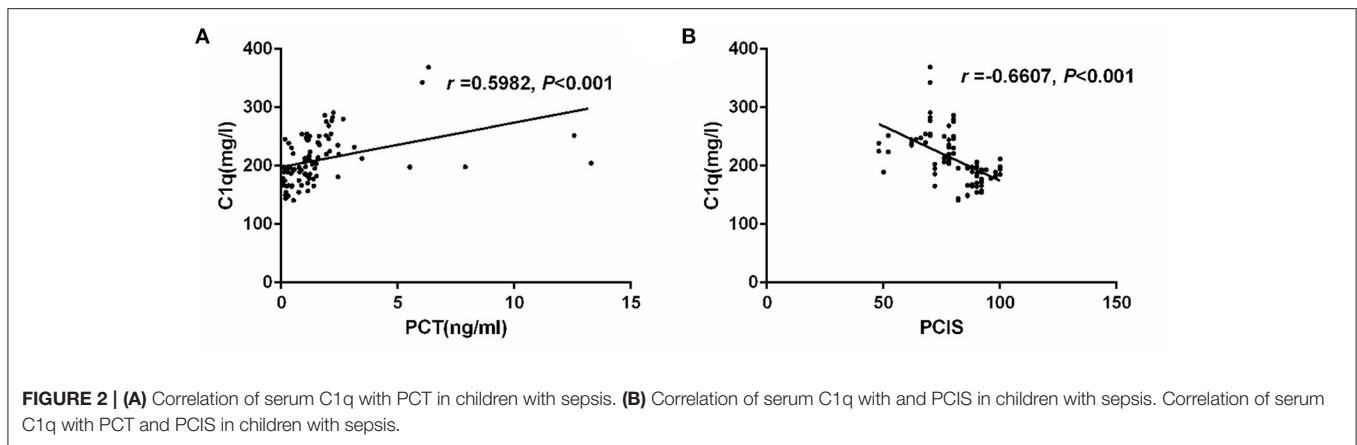 A
400
300
200
100
0
C1q(mg/l)
r =0.5982, P<0.001
0 5 10 15
PCT(ng/ml)
B
400
300
200
100
0
C1q(mg/l)
r =-0.6607, P<0.001
0 50 100 150
PCIS
FIGURE 2 | (A) Correlation of serum C1q with PCT in children with sepsis. (B) Correlation of serum C1q with and PCIS in children with sepsis. Correlation of serum
C1q with PCT and PCIS in children with sepsis.